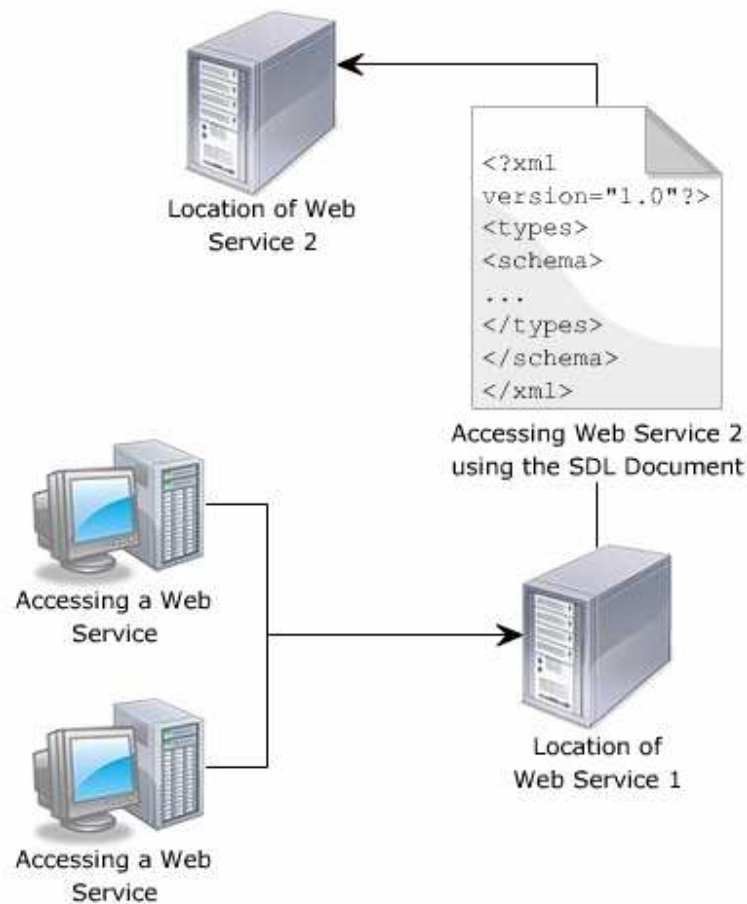 Location of Web
Service 2
<?xml
version="1.0"?>
<types>
<schema>
...
</types>
</schema>
</xml>
Accessing Web Service 2
using the SDL Document
Accessing a Web
Service
Location of
Web Service 1
Accessing a Web
Service